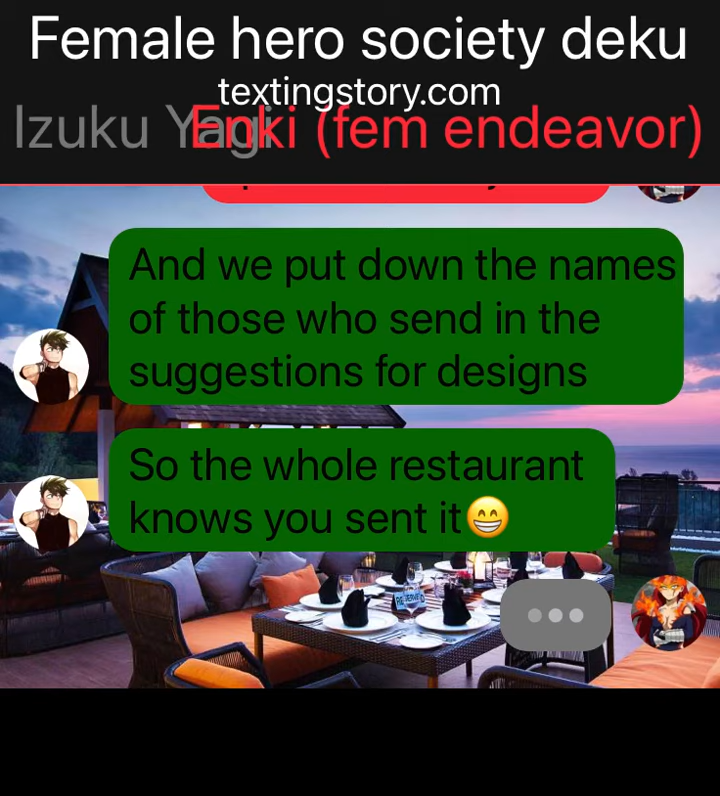 Female hero society deku
textingstory.com
Izuku Yagi Enki (fem endeavor)
And we put down the names
of those who send in the
suggestions for designs
So the whole restaurant
knows you sent it😁
RESERVED